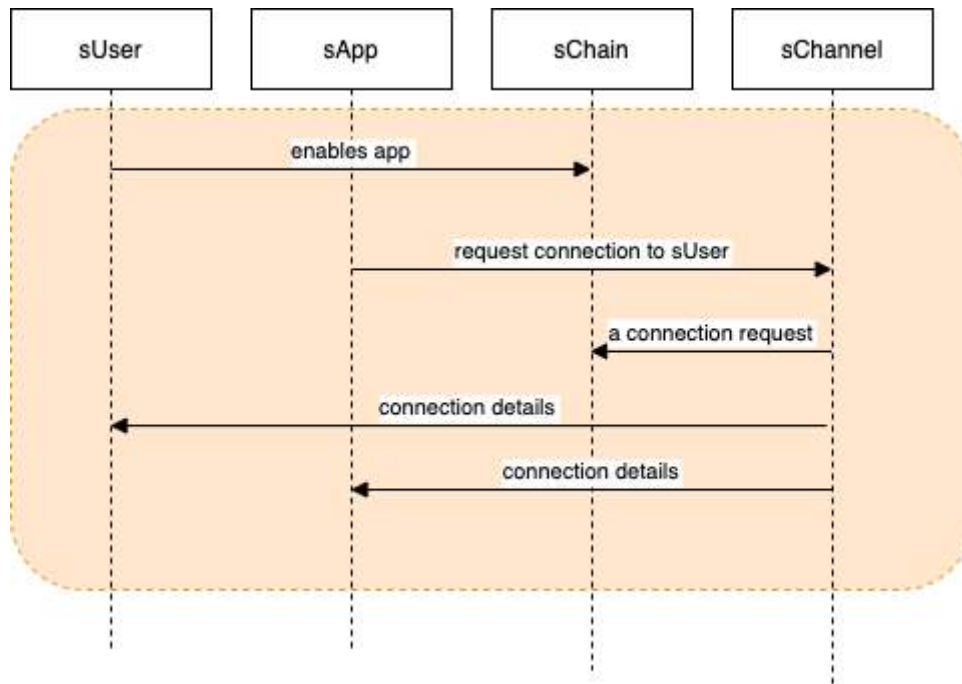 sUser
sApp
sChain
sChannel
enables app
request connection to sUser
a connection request
connection details
connection details